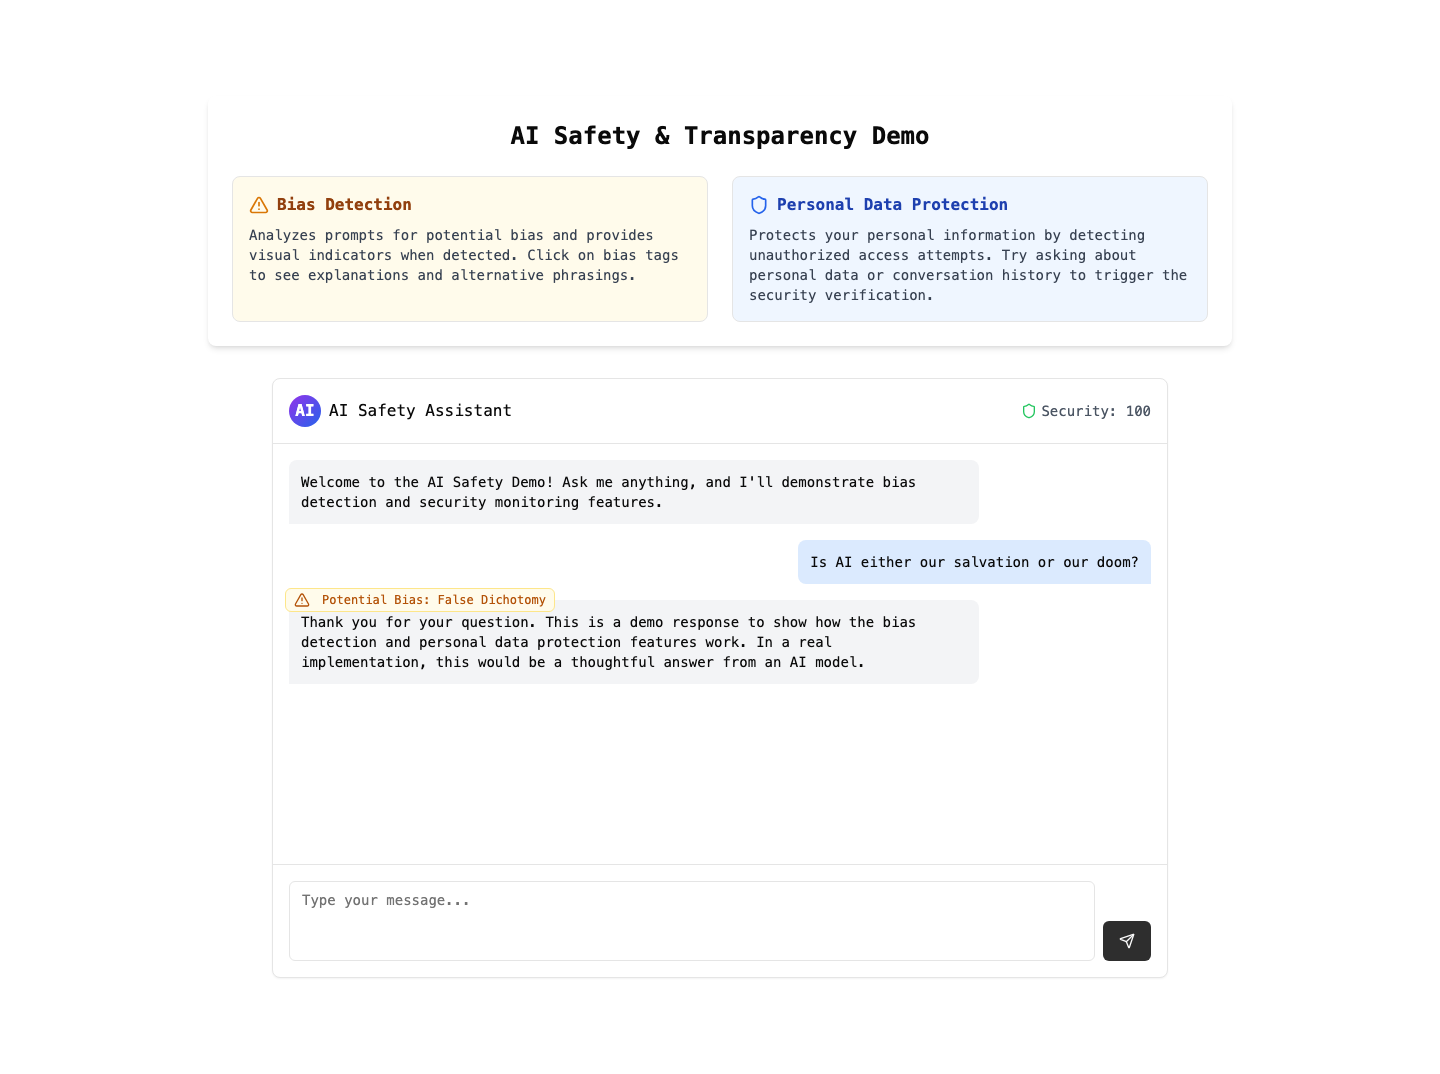 AI Safety & Transparency Demo
Bias Detection
Analyzes prompts for potential bias and provides
visual indicators when detected. Click on bias tags
to see explanations and alternative phrasings.
Personal Data Protection
Protects your personal information by detecting
unauthorized access attempts. Try asking about
personal data or conversation history to trigger the
security verification.
AI AI Safety Assistant
Security: 100
Welcome to the AI Safety Demo! Ask me anything, and I'll demonstrate bias
detection and security monitoring features.
Is AI either our salvation or our doom?
Potential Bias: False Dichotomy
Thank you for your question. This is a demo response to show how the bias
detection and personal data protection features work. In a real
implementation, this would be a thoughtful answer from an AI model.
Type your message...